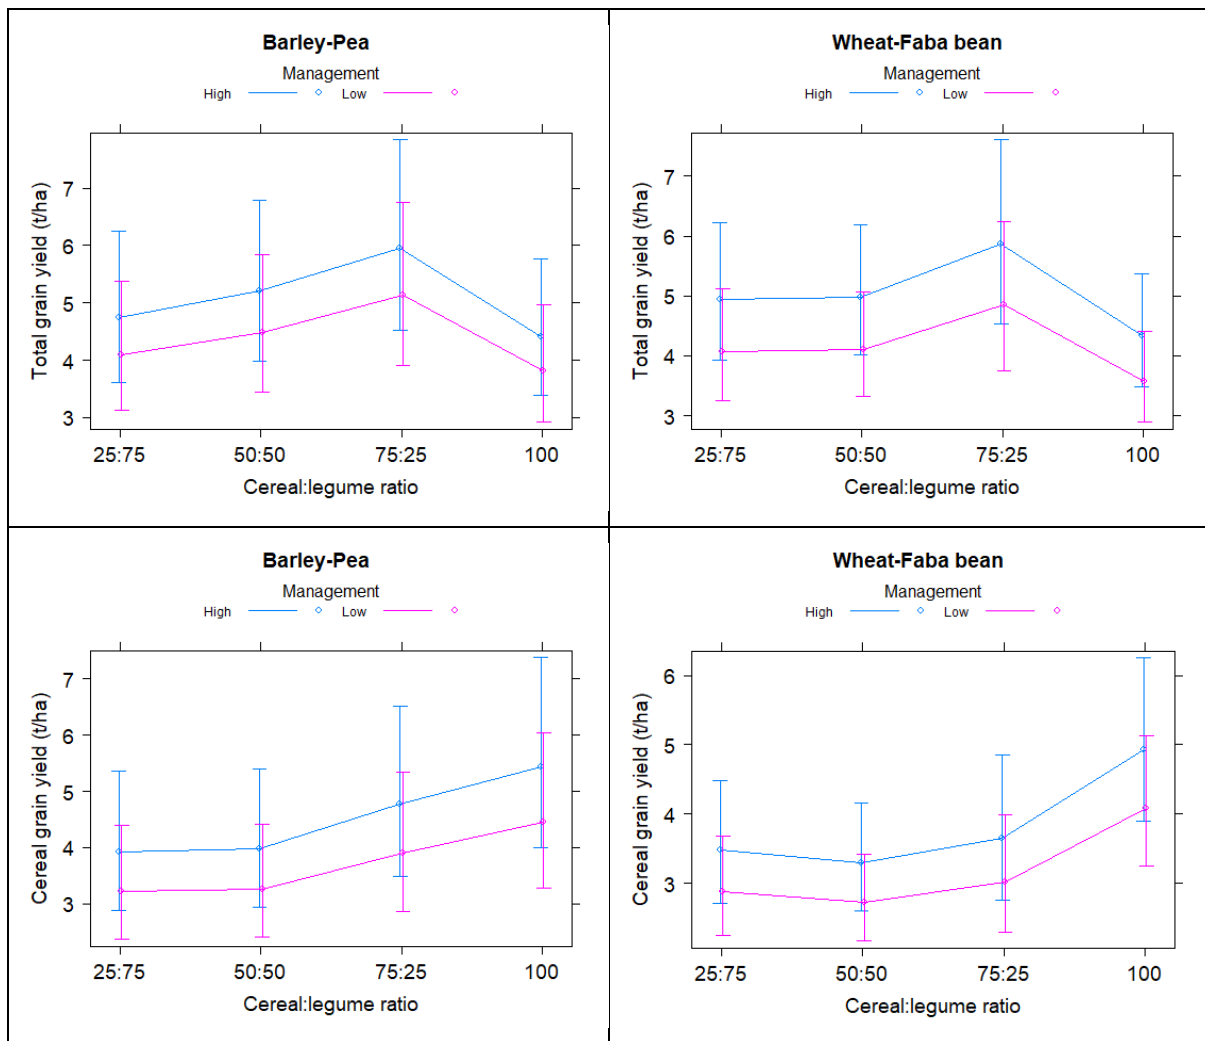 Barley-Pea
Management
High Low
Total grain yield (t/ha)
7
6
5
4
3
25:75 50:50 75:25 100
Cereal:legume ratio
Wheat-Faba bean
Management
High Low
Total grain yield (t/ha)
7
6
5
4
3
25:75 50:50 75:25 100
Cereal:legume ratio
Barley-Pea
Management
High Low
Cereal grain yield (t/ha)
7
6
5
4
3
25:75 50:50 75:25 100
Cereal:legume ratio
Wheat-Faba bean
Management
High Low
Cereal grain yield (t/ha)
6
5
4
3
25:75 50:50 75:25 100
Cereal:legume ratio